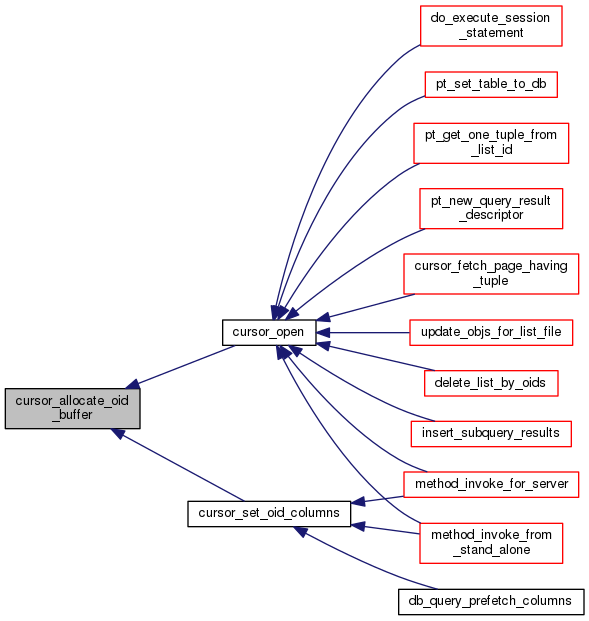 do_execute_session
_statement
pt_set_table_to_db
pt_get_one_tuple_from
_list_id
pt_new_query_result
_descriptor
cursor_fetch_page_having
_tuple
cursor_open
update_objs_for_list_file
delete_list_by_oids
cursor_allocate_oid
_buffer
insert_subquery_results
method_invoke_for_server
cursor_set_oid_columns
method_invoke_from
_stand_alone
db_query_prefetch_columns